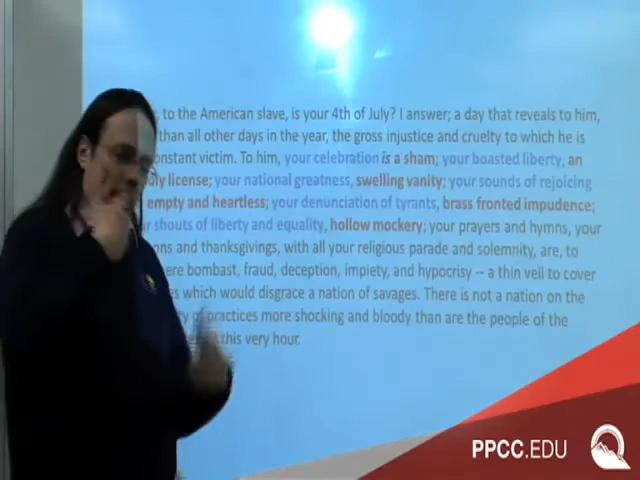 , to the American slave, is your 4th of July? I answer; a day that reveals to him,
than all other days in the year, the gross injustice and cruelty to which he is
onstant victim. To him, your celebration is a sham; your boasted liberty, an
ly license; your national greatness, swelling vanity; your sounds of rejoicing
empty and heartless; your denunciation of tyrants, brass fronted impudence;
r shouts of liberty and equality, hollow mockery; your prayers and hymns, your
ons and thanksgivings, with all your religious parade and solemnity, are, to
ere bombast, fraud, deception, impiety, and hypocrisy -- a thin veil to cover
es which would disgrace a nation of savages. There is not a nation on the
ty of practices more shocking and bloody than are the people of the
this very hour.
PPCC.EDU